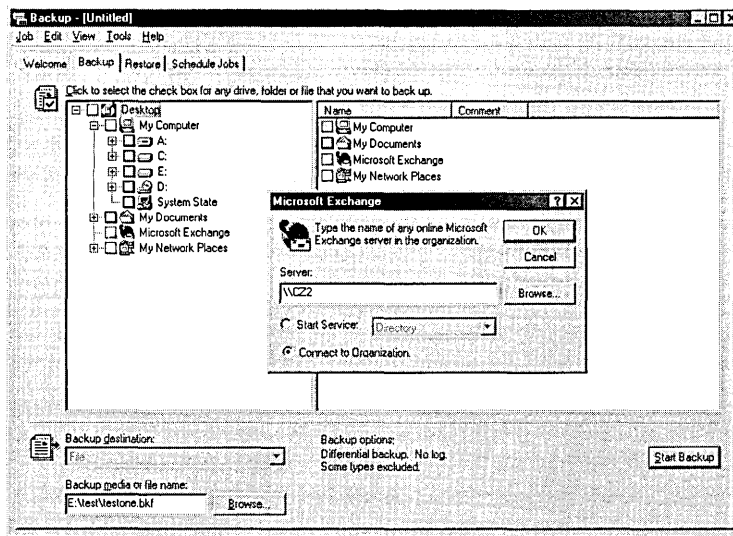 Backup - [Untitled]
Job Edit View Tools Help
Welcome Backup Restore Schedule Jobs
Click to select the check box for any drive, folder or file that you want to back up.
Desktop
My Computer
A:
C:
E:
D:
System State
My Documents
Microsoft Exchange
My Network Places
Name Comment
My Computer
My Documents
Microsoft Exchange
My Network Places
Microsoft Exchange
Type the name of any online Microsoft
Exchange server in the organization.
OK
Cancel
Server:
\\CZ2
Browse...
Start Service: Directory
Connect to Organization.
Backup destination:
File
Backup media or file name:
E:\test\testone.bkf
Browse...
Backup options:
Differential backup. No log.
Some types excluded.
Start Backup